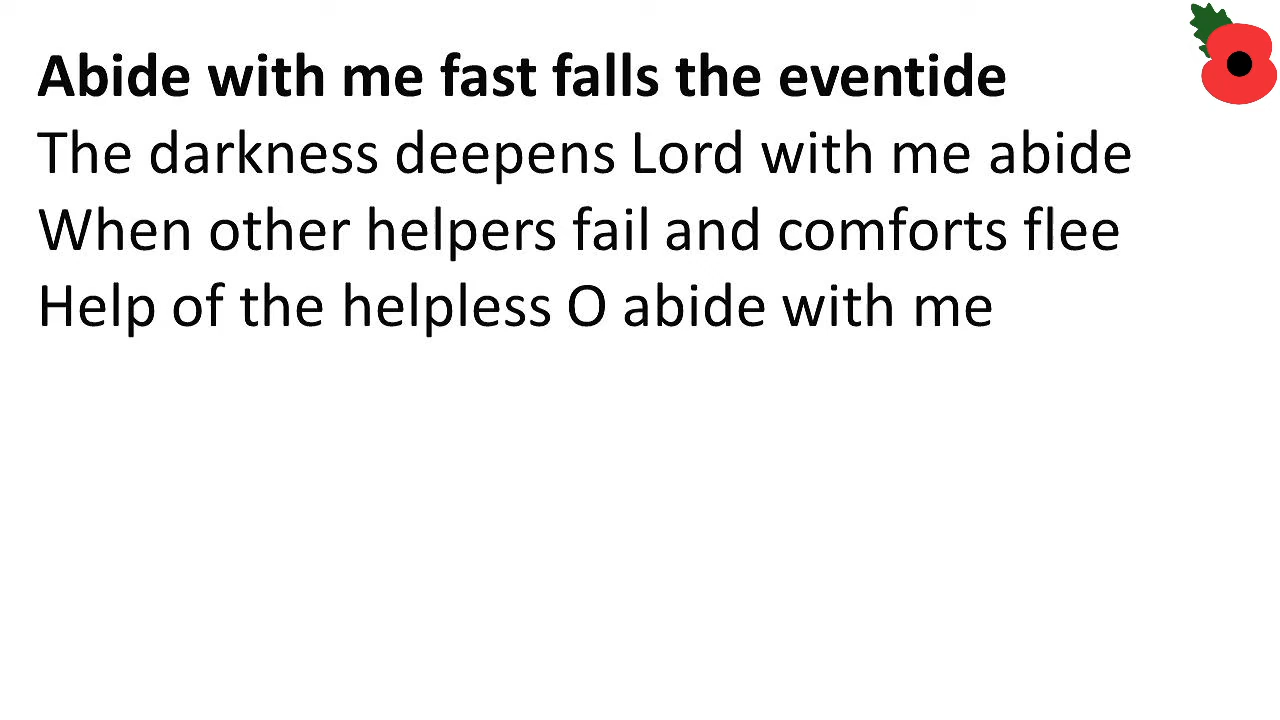 Abide with me fast falls the eventide
The darkness deepens Lord with me abide
When other helpers fail and comforts flee
Help of the helpless O abide with me